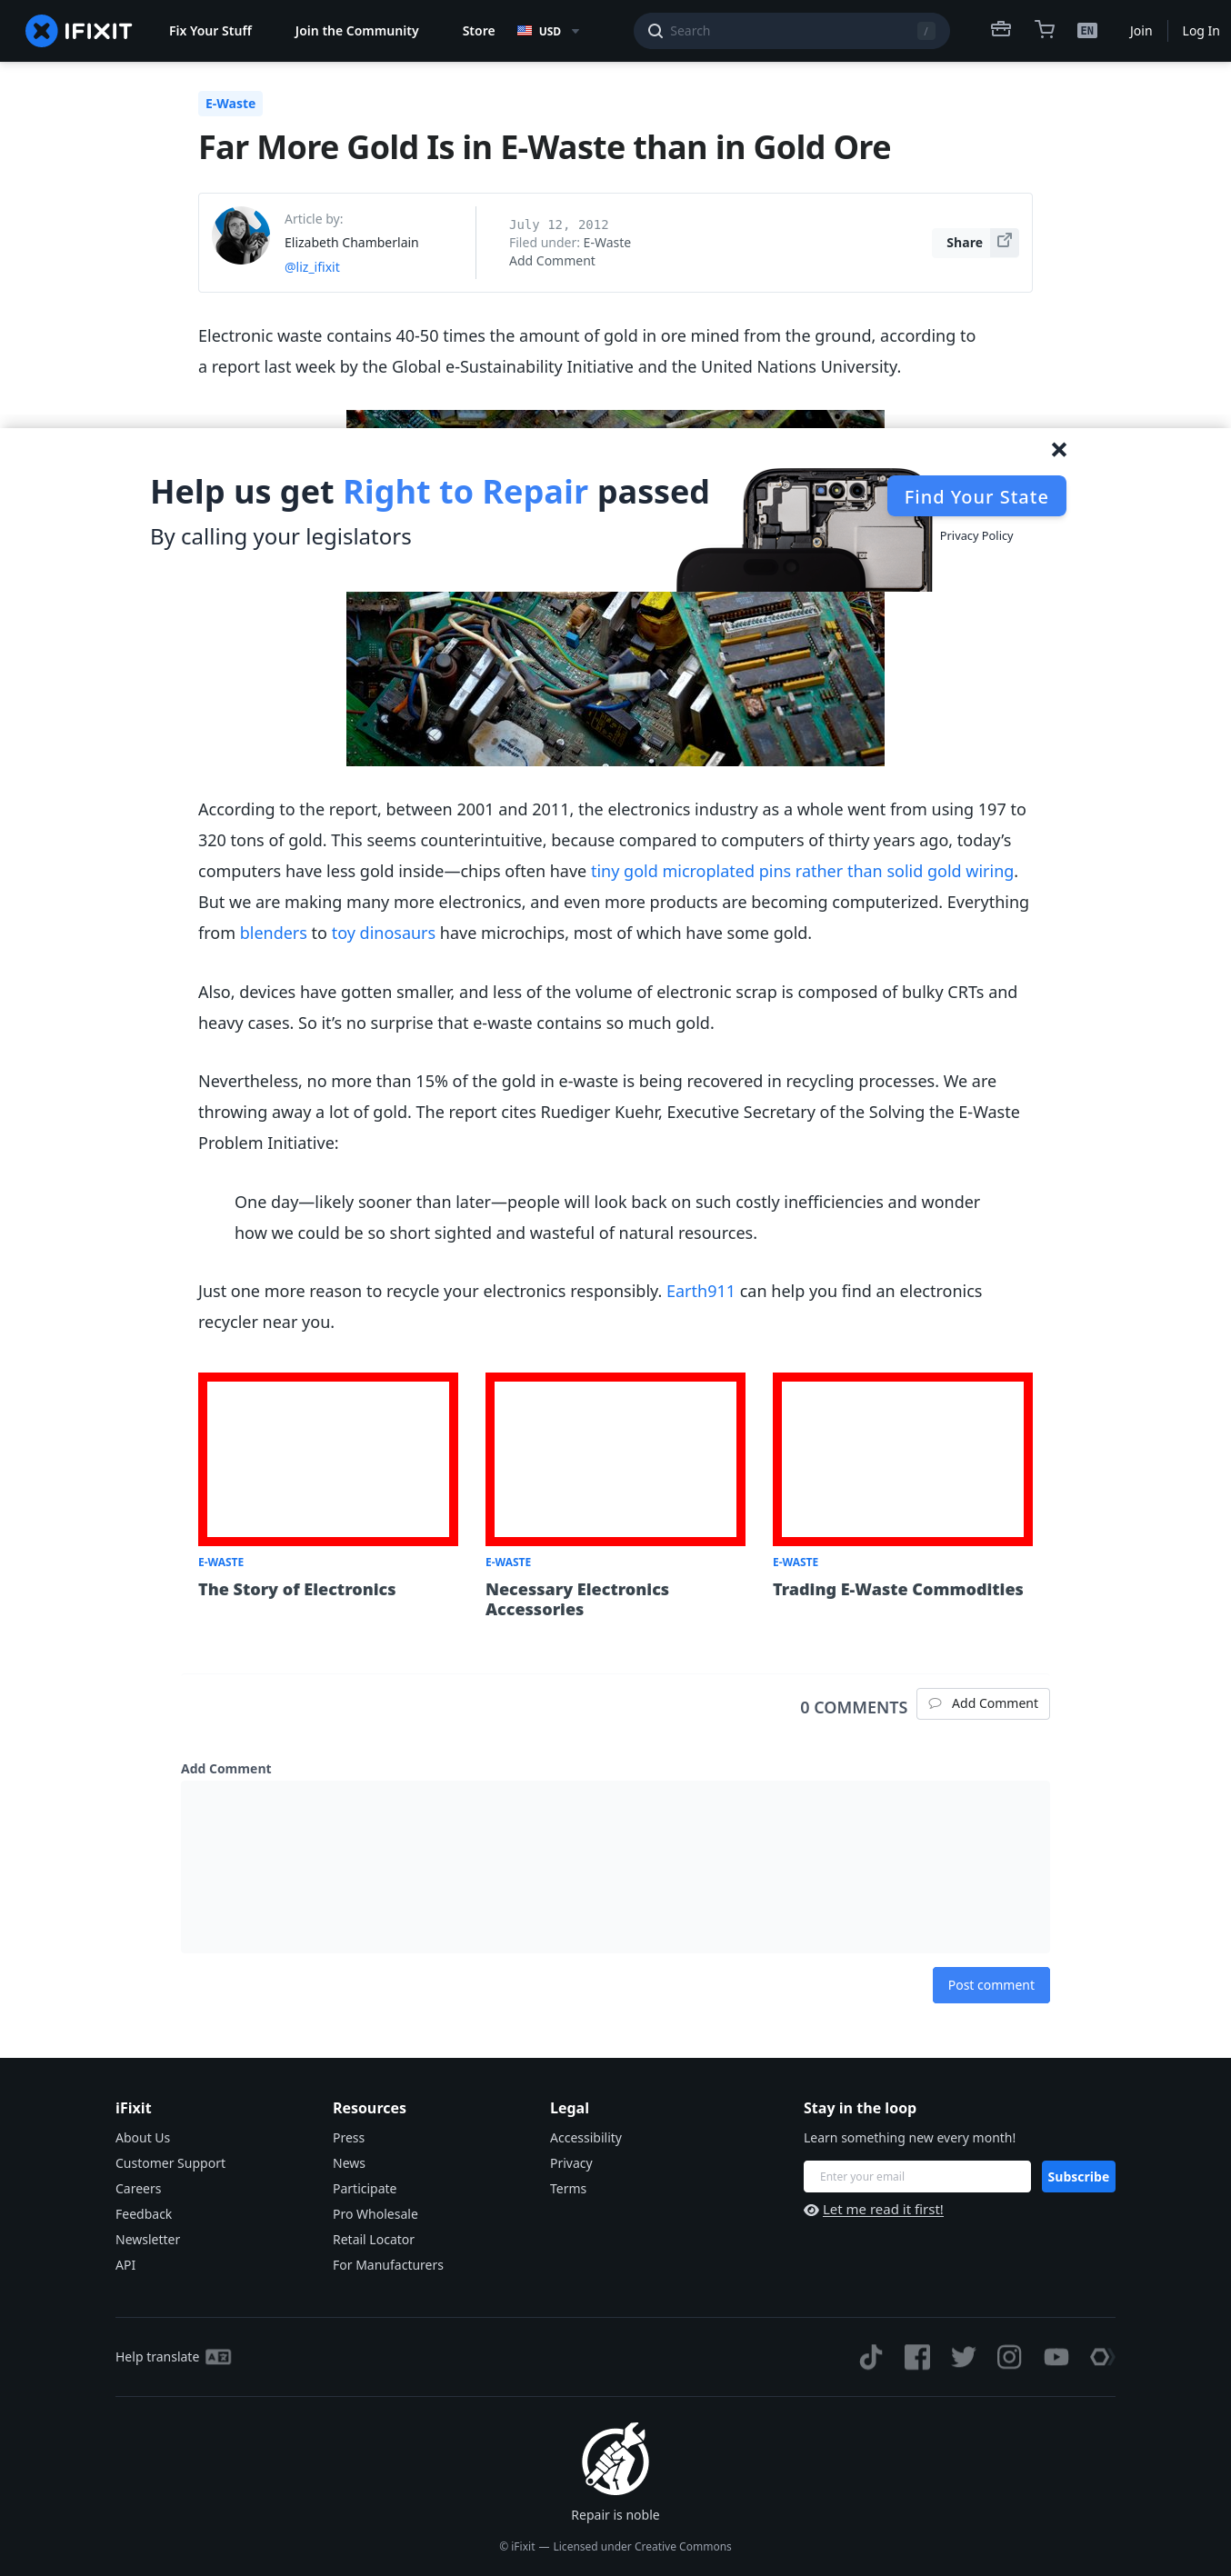 IFIXIT
Fix Your Stuff
Join the Community
Store
USD
Search
/
EN
Join
Log In
E-Waste
Far More Gold Is in E-Waste than in Gold Ore
Article by:
Elizabeth Chamberlain
@liz_ifixit
July 12, 2012
Filed under: E-Waste
Add Comment
Share
Electronic waste contains 40-50 times the amount of gold in ore mined from the ground, according to
a report last week by the Global e-Sustainability Initiative and the United Nations University.
Help us get Right to Repair passed
By calling your legislators
Find Your State
Privacy Policy
According to the report, between 2001 and 2011, the electronics industry as a whole went from using 197 to
320 tons of gold. This seems counterintuitive, because compared to computers of thirty years ago, today’s
computers have less gold inside—chips often have tiny gold microplated pins rather than solid gold wiring.
But we are making many more electronics, and even more products are becoming computerized. Everything
from blenders to toy dinosaurs have microchips, most of which have some gold.
Also, devices have gotten smaller, and less of the volume of electronic scrap is composed of bulky CRTs and
heavy cases. So it’s no surprise that e-waste contains so much gold.
Nevertheless, no more than 15% of the gold in e-waste is being recovered in recycling processes. We are
throwing away a lot of gold. The report cites Ruediger Kuehr, Executive Secretary of the Solving the E-Waste
Problem Initiative:
One day—likely sooner than later—people will look back on such costly inefficiencies and wonder
how we could be so short sighted and wasteful of natural resources.
Just one more reason to recycle your electronics responsibly. Earth911 can help you find an electronics
recycler near you.
E-WASTE
The Story of Electronics
E-WASTE
Necessary Electronics
Accessories
E-WASTE
Trading E-Waste Commodities
0 COMMENTS
Add Comment
Add Comment
Post comment
iFixit
About Us
Customer Support
Careers
Feedback
Newsletter
API
Resources
Press
News
Participate
Pro Wholesale
Retail Locator
For Manufacturers
Legal
Accessibility
Privacy
Terms
Stay in the loop
Learn something new every month!
Enter your email
Subscribe
Let me read it first!
Help translate
Repair is noble
© iFixit — Licensed under Creative Commons